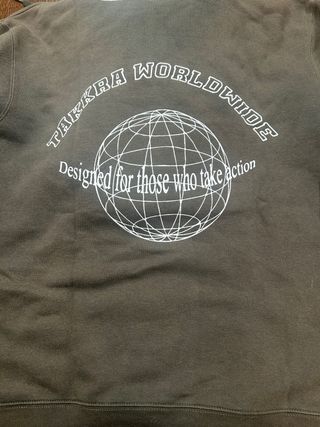 TAKKRA WORLDWIDE
Designed for those who take action